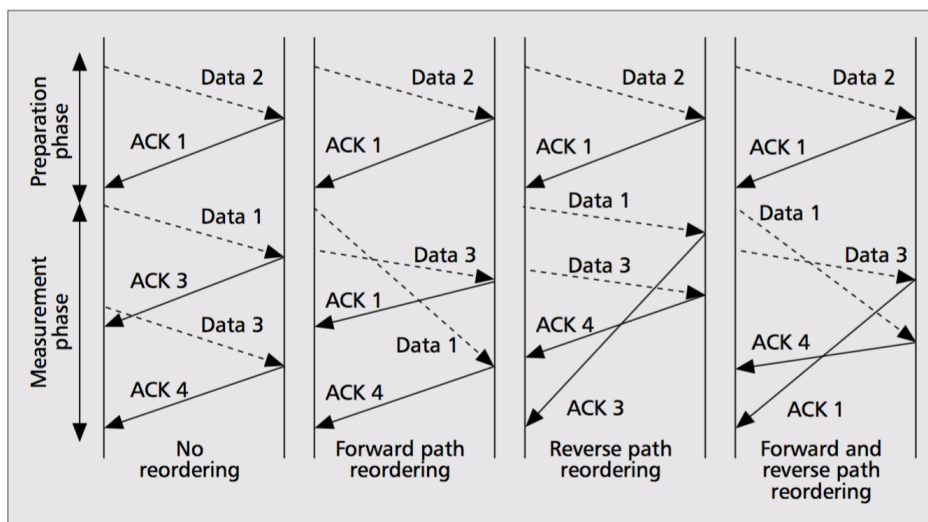 Preparation
phase
Measurement
phase
Data 2
ACK 1
Data 1
ACK 3
Data 3
ACK 4
No
reordering
Data 2
ACK 1
Data 3
ACK 1
Data 1
ACK 4
Forward path
reordering
Data 2
ACK 1
Data 1
Data 3
ACK 4
ACK 3
Reverse path
reordering
Data 2
ACK 1
Data 1
Data 3
ACK 4
ACK 1
Forward and
reverse path
reordering